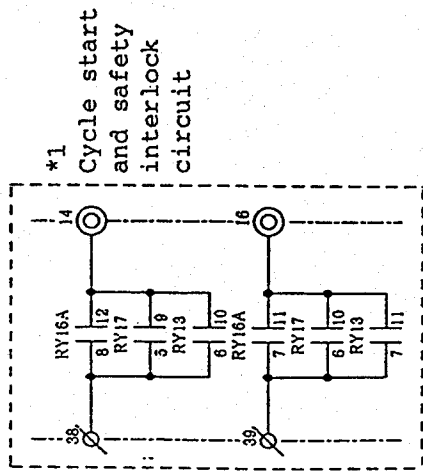 *1
Cycle start
and safety
interlock
circuit
38
14
RY16A
8 12
RY17
5 9
RY13
6 10
39
16
RY16A
7 11
RY17
6 10
RY13
7 11